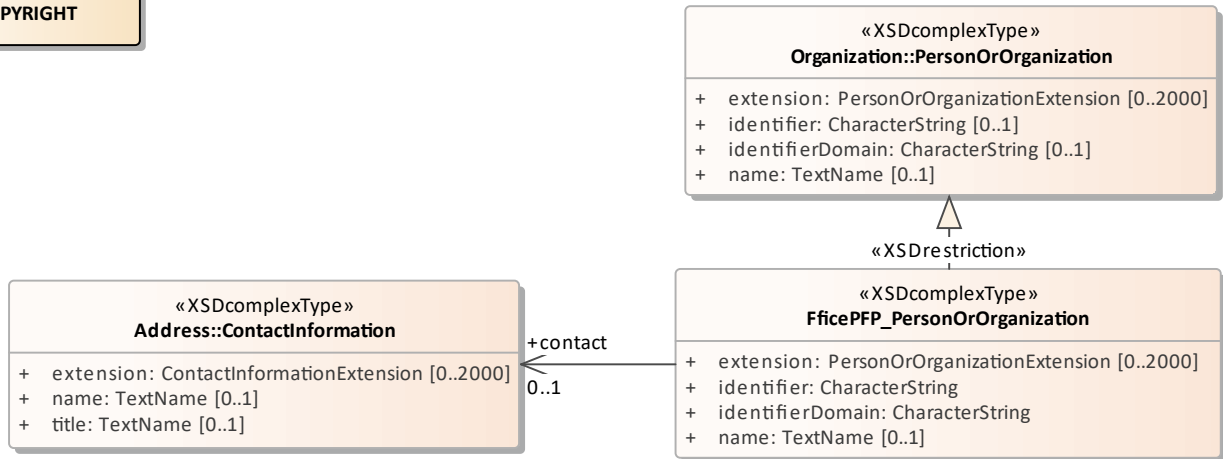 PYRIGHT
«XSDcomplexType»
Organization::PersonOrOrganization
+ extension: PersonOrOrganizationExtension [0..2000]
+ identifier: CharacterString [0..1]
+ identifierDomain: CharacterString [0..1]
+ name: TextName [0..1]
«XSDrestriction»
«XSDcomplexType»
Address::ContactInformation
+ extension: ContactInformationExtension [0..2000]
+ name: TextName [0..1]
+ title: TextName [0..1]
+contact
0..1
«XSDcomplexType»
FficePFP_PersonOrOrganization
+ extension: PersonOrOrganizationExtension [0..2000]
+ identifier: CharacterString
+ identifierDomain: CharacterString
+ name: TextName [0..1]